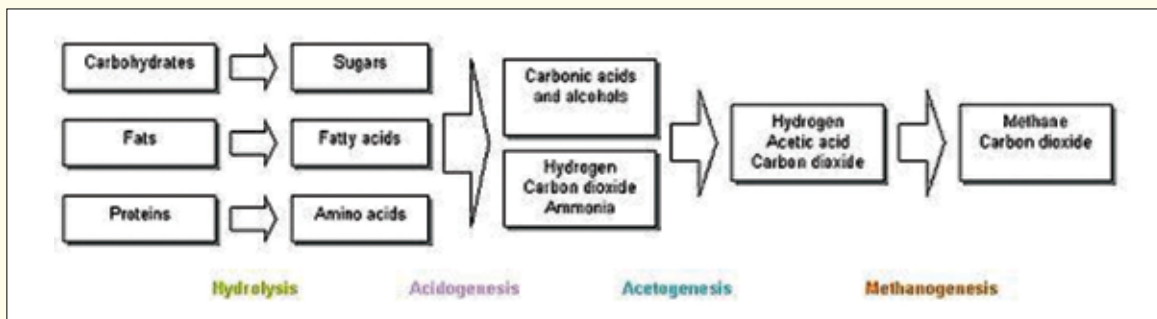 Carbohydrates
Sugars
Fats
Fatty acids
Proteins
Amino acids
Carbonic acids
and alcohols
Hydrogen
Carbon dioxide
Ammonia
Hydrogen
Acetic acid
Carbon dioxide
Methane
Carbon dioxide
Hydrolysis
Acidogenesis
Acetogenesis
Methanogenesis